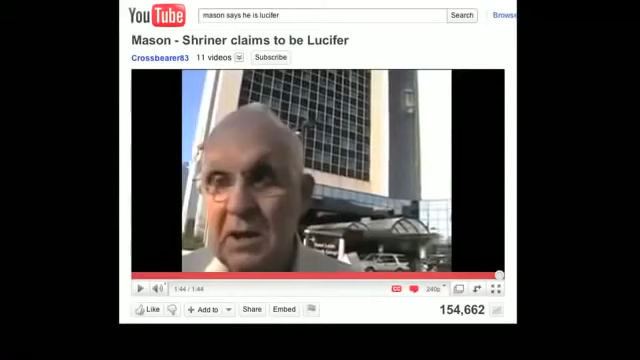 YouTube
mason says he is lucifer
Search
Browse
Mason - Shriner claims to be Lucifer
Crossbearer83
11 videos
Subscribe
1:44 / 1:44
CC
240p
Like
+ Add to
Share
Embed
154,662